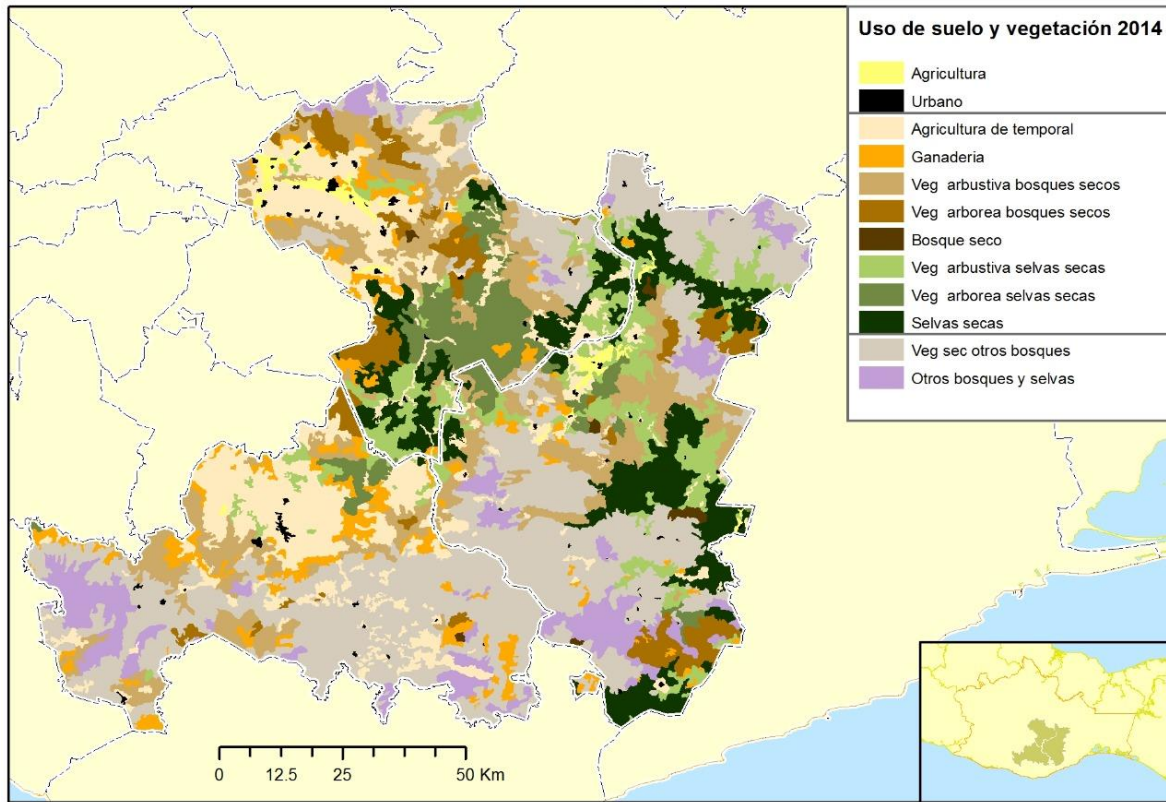 Uso de suelo y vegetación 2014
Agricultura
Urbano
Agricultura de temporal
Ganaderia
Veg arbustiva bosques secos
Veg arborea bosques secos
Bosque seco
Veg arbustiva selvas secas
Veg arborea selvas secas
Selvas secas
Veg sec otros bosques
Otros bosques y selvas
0 12.5 25 50 Km